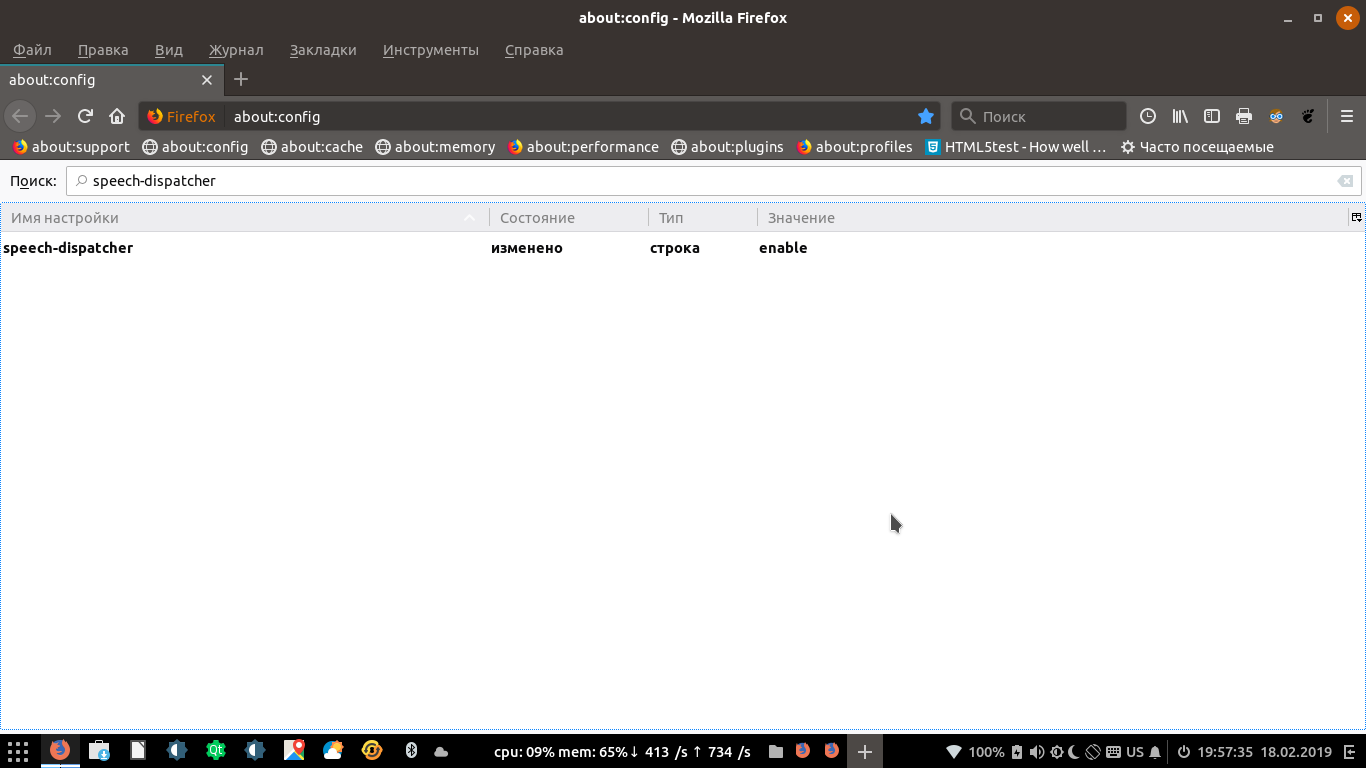 about:config - Mozilla Firefox
Файл Правка Вид Журнал Закладки Инструменты Справка
about:config
Firefox about:config Поиск
about:support about:config about:cache about:memory about:performance about:plugins about:profiles HTML5test - How well … Часто посещаемые
Поиск: speech-dispatcher
Имя настройки Состояние Тип Значение
speech-dispatcher изменено строка enable
Qt cpu: 09% mem: 65%↓ 413 /s ↑ 734 /s 100% US 19:57:35 18.02.2019